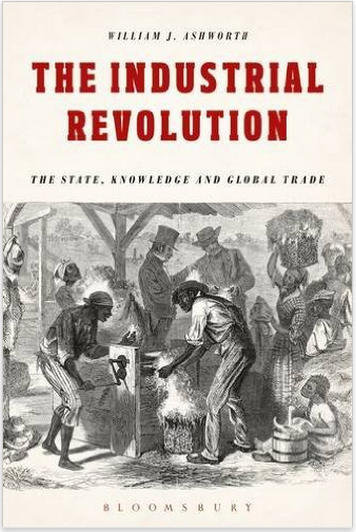 WILLIAM J. ASHWORTH
THE INDUSTRIAL
REVOLUTION
THE STATE, KNOWLEDGE AND GLOBAL TRADE
BLOOMSBURY